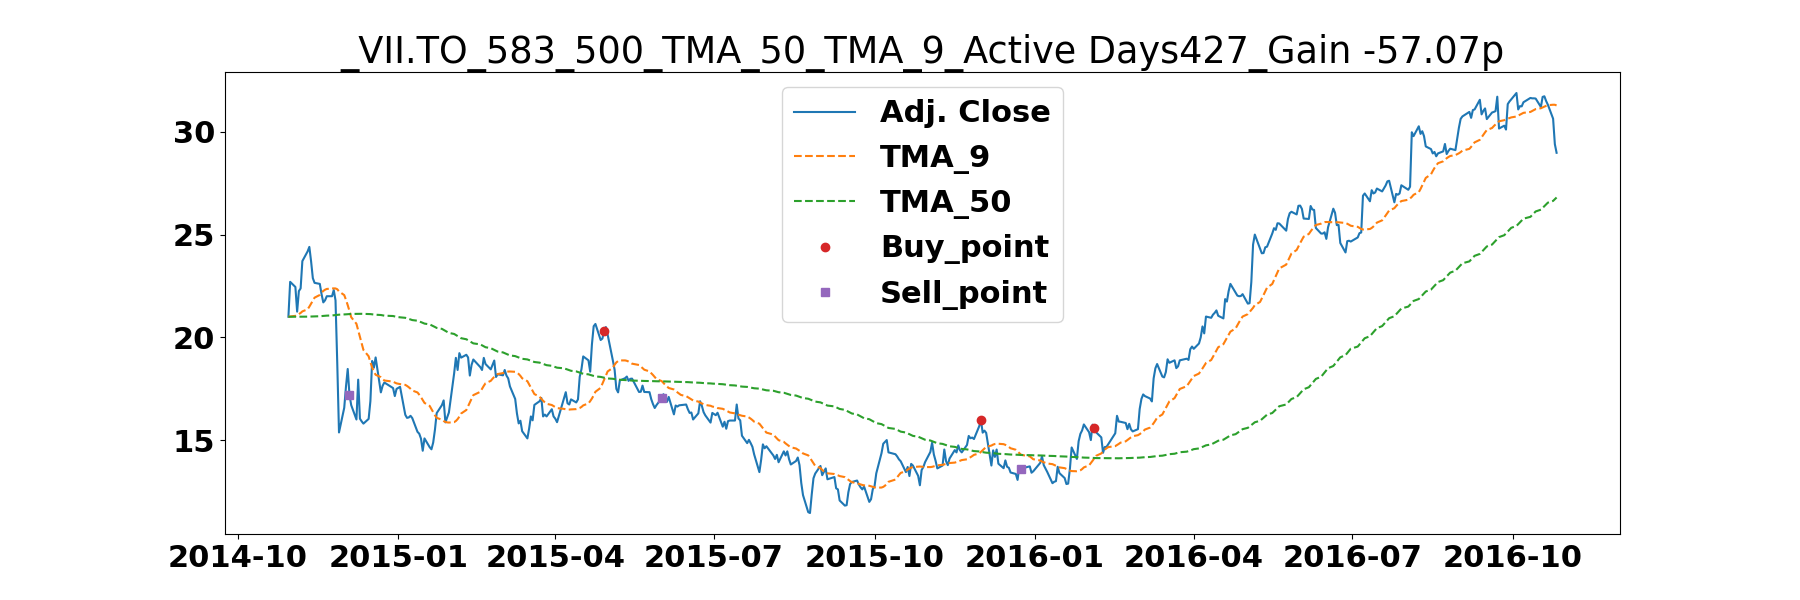 _VII.TO_583_500_TMA_50_TMA_9_Active Days427_Gain -57.07p
Adj. Close
TMA_9
TMA_50
Buy_point
Sell_point
30
25
20
15
2014-10 2015-01 2015-04 2015-07 2015-10 2016-01 2016-04 2016-07 2016-10